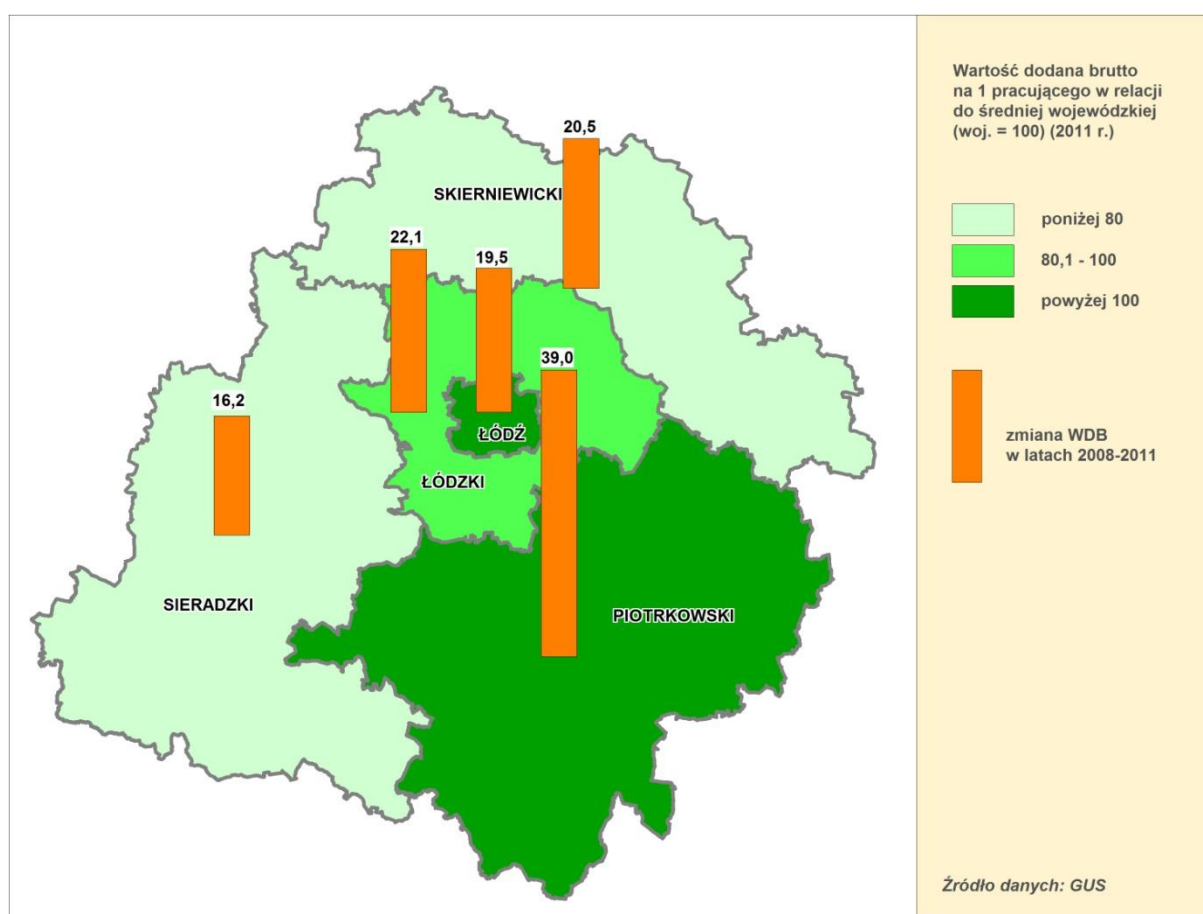 20,5
SKIERNIEWICKI
22,1
19,5
39,0
16,2
ŁÓDŹ
ŁÓDZKI
SIERADZKI
PIOTRKOWSKI
Wartość dodana brutto
na 1 pracującego w relacji
do średniej wojewódzkiej
(woj. = 100) (2011 r.)
poniżej 80
80,1 - 100
powyżej 100
zmiana WDB
w latach 2008-2011
Źródło danych: GUS